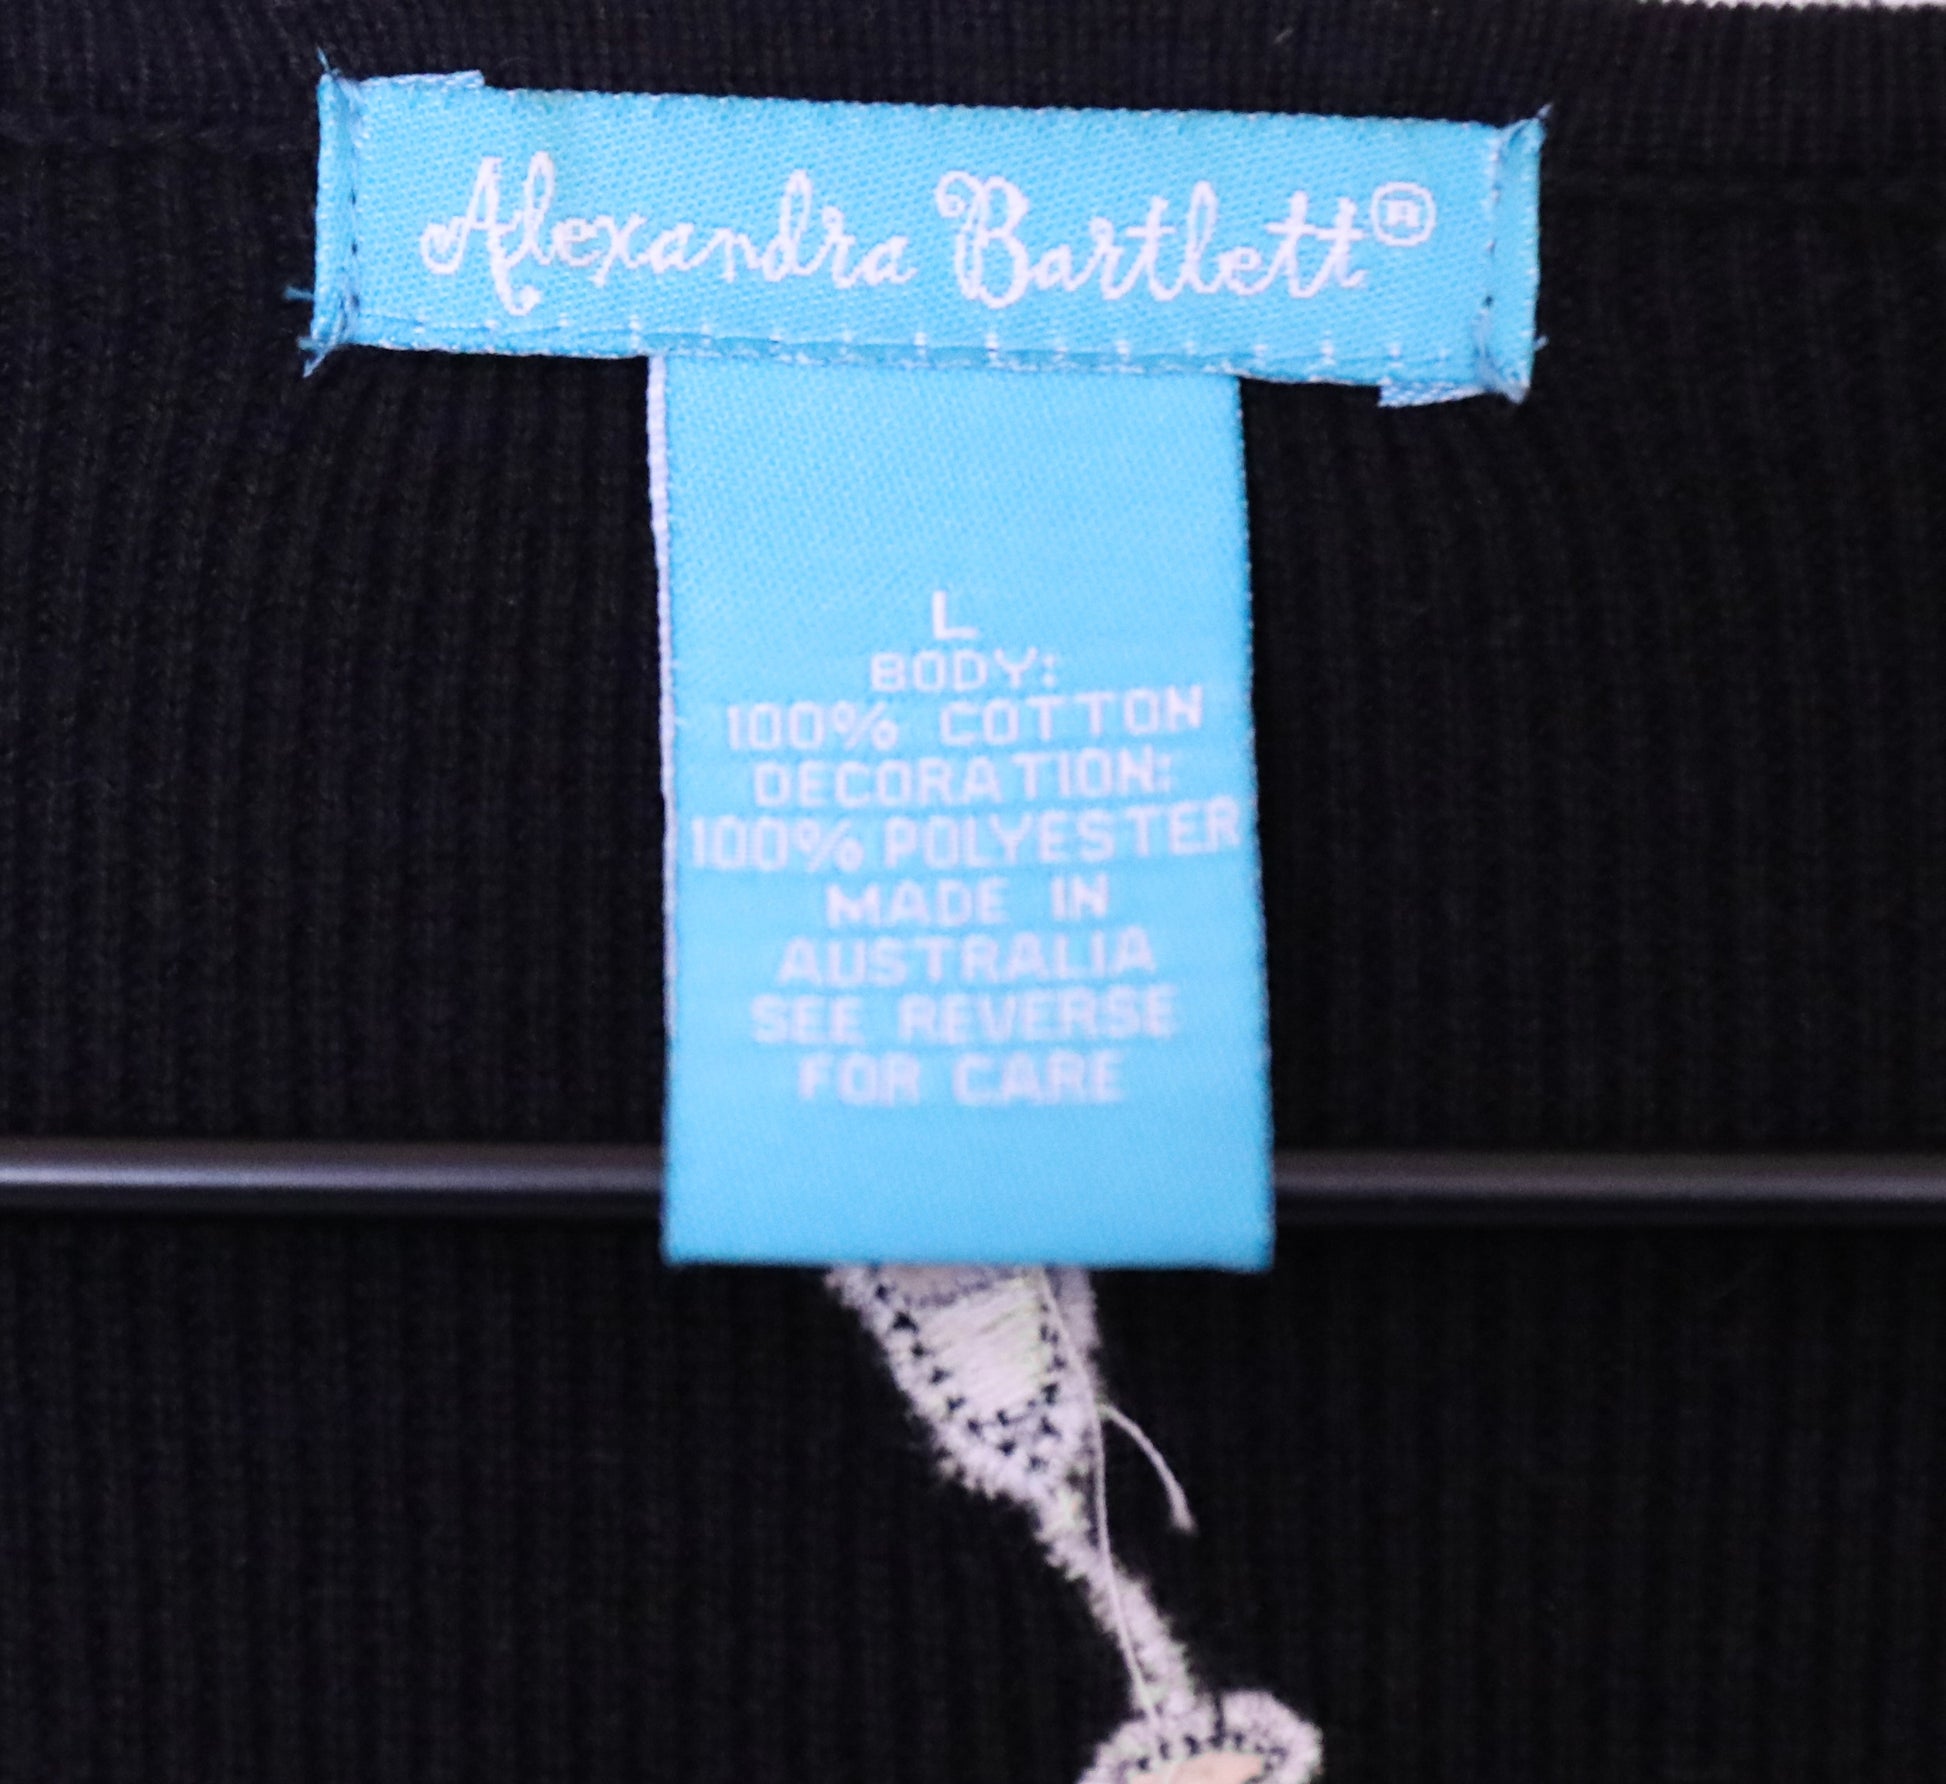 Alexandra Bartlett®
L
BODY:
100% COTTON
DECORATION:
100% POLYESTER
MADE IN
AUSTRALIA
SEE REVERSE
FOR CARE